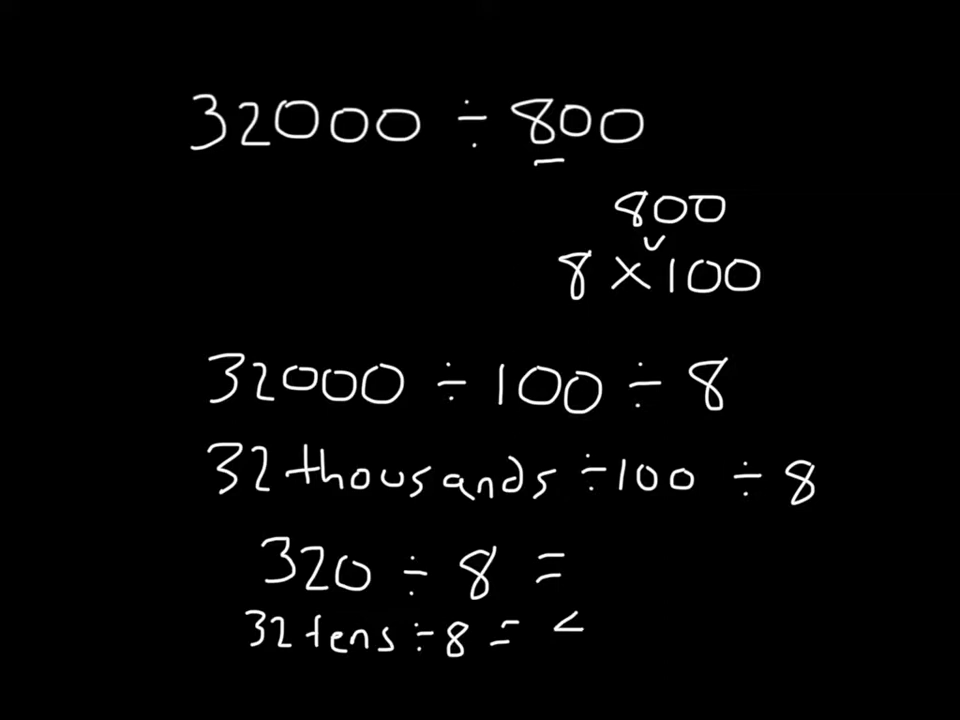 32000 ÷ 800
800
8 × 100
32000 ÷ 100 ÷ 8
32 thousands ÷ 100 ÷ 8
320 ÷ 8 =
32 tens ÷ 8 =